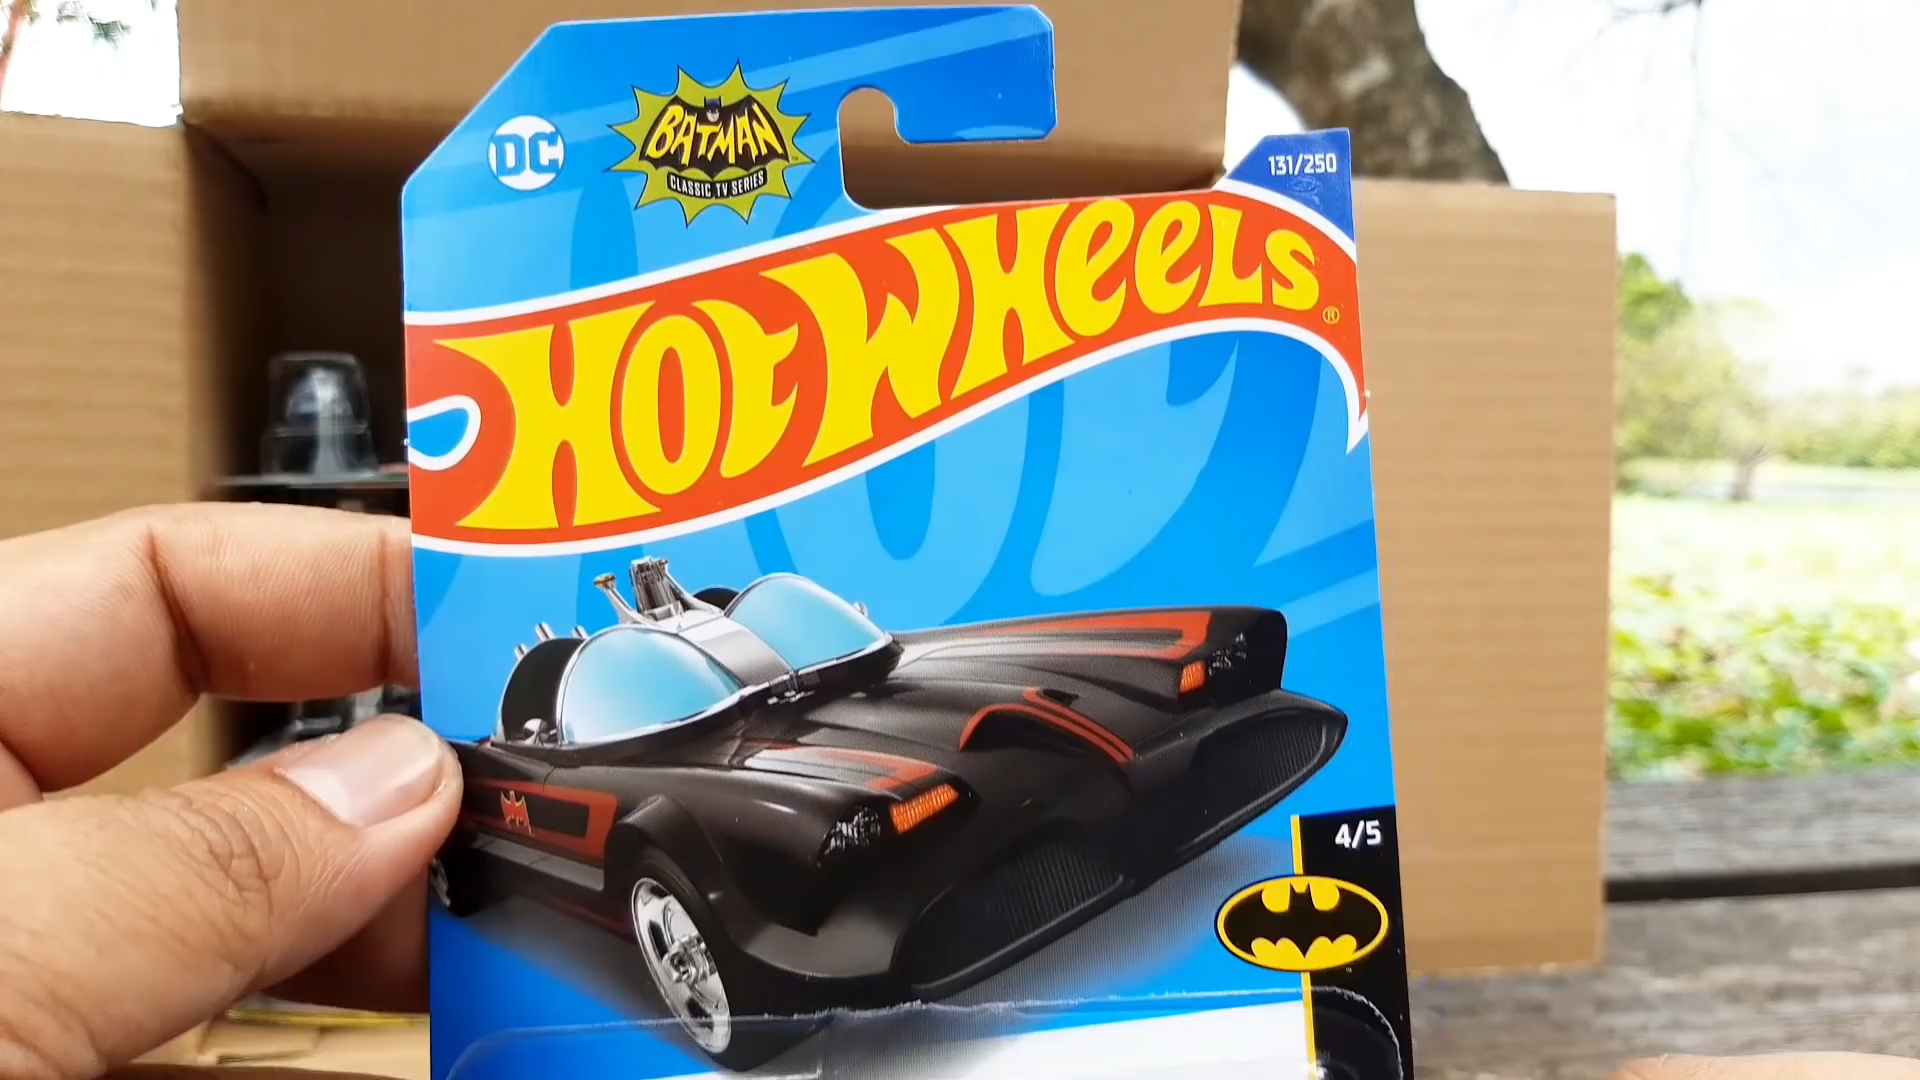 DC
BATMAN
CLASSIC TV SERIES
131/250
HOT WHEELS®
4/5